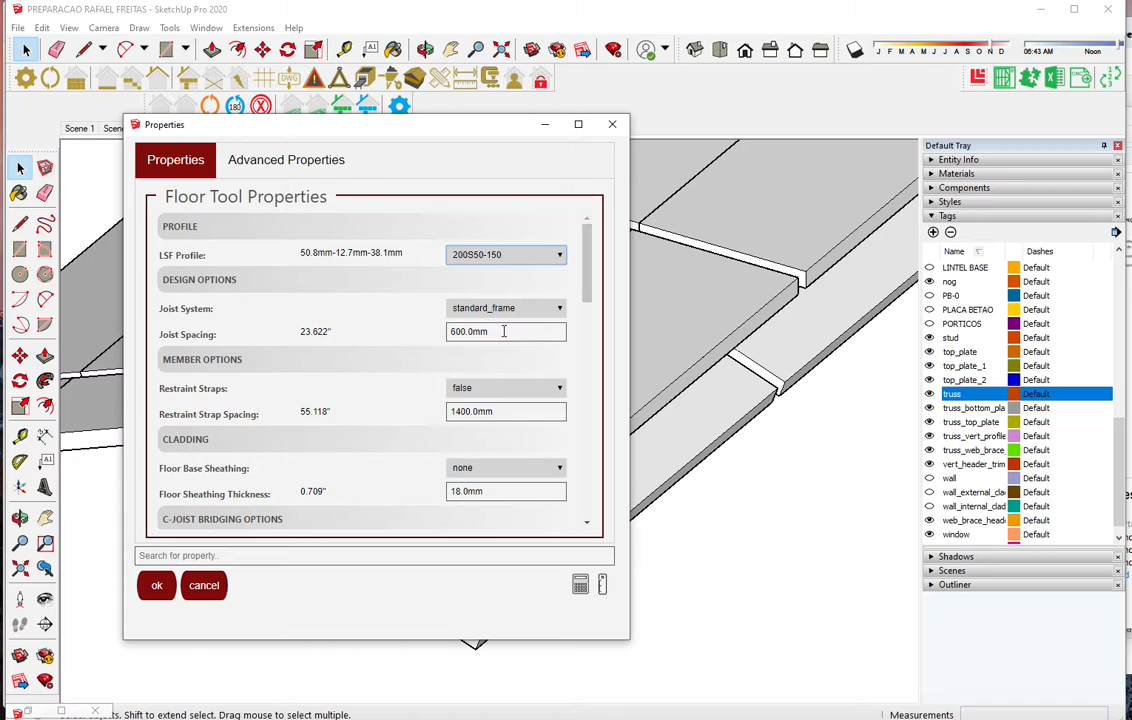 PREPARACAO RAFAEL FREITAS - SketchUp Pro 2020
File Edit View Camera Draw Tools Window Extensions Help
J F M A M J J A S O N D
06:43 AM Noon
DWG
180
Scene 1
Properties
Properties Advanced Properties
Floor Tool Properties
PROFILE
LSF Profile: 50.8mm-12.7mm-38.1mm 200S50-150
DESIGN OPTIONS
Joist System: standard_frame
Joist Spacing: 23.622" 600.0mm
MEMBER OPTIONS
Restraint Straps: false
Restraint Strap Spacing: 55.118" 1400.0mm
CLADDING
Floor Base Sheathing: none
Floor Sheathing Thickness: 0.709" 18.0mm
C-JOIST BRIDGING OPTIONS
Search for property..
ok cancel
Default Tray
Entity Info
Materials
Components
Styles
Tags
Name Dashes
LINTEL BASE Default
nog Default
PB-0 Default
PLACA BETAO Default
PORTICOS Default
stud Default
top_plate Default
top_plate_1 Default
top_plate_2 Default
truss Default
truss_bottom_pla Default
truss_top_plate Default
truss_vert_profile Default
truss_web_brace_ Default
vert_header_trim Default
wall Default
wall_external_clad Default
wall_internal_clad Default
web_brace_heade Default
window Default
Shadows
Scenes
Outliner
objects. Shift to extend select. Drag mouse to select multiple.
Measurements